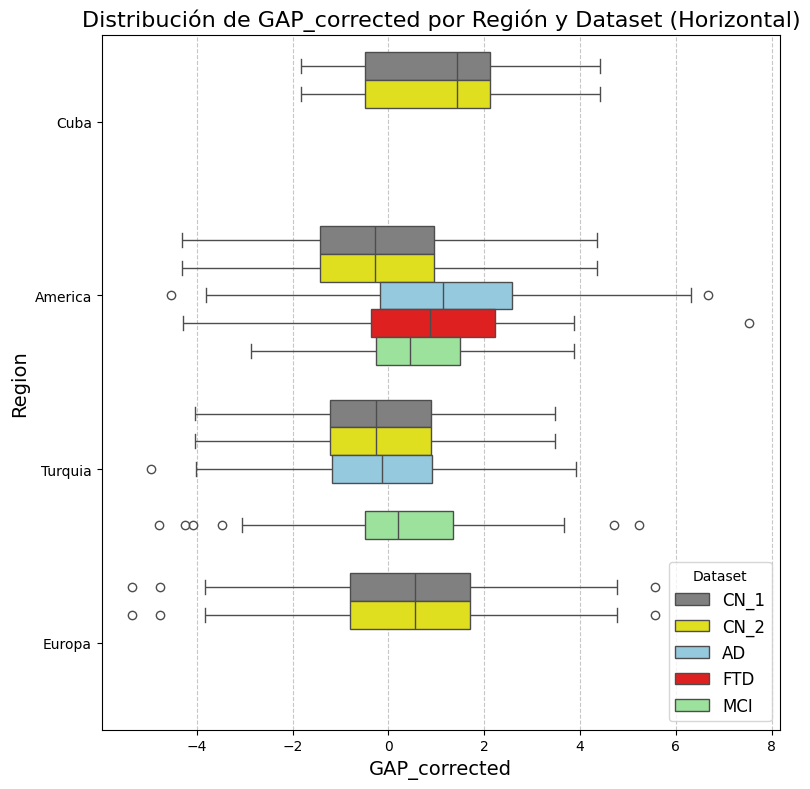 Distribución de GAP_corrected por Región y Dataset (Horizontal)
Cuba
America
Turquia
Europa
Region
Dataset
CN_1
CN_2
AD
FTD
MCI
−4
−2
0
2
4
6
8
GAP_corrected